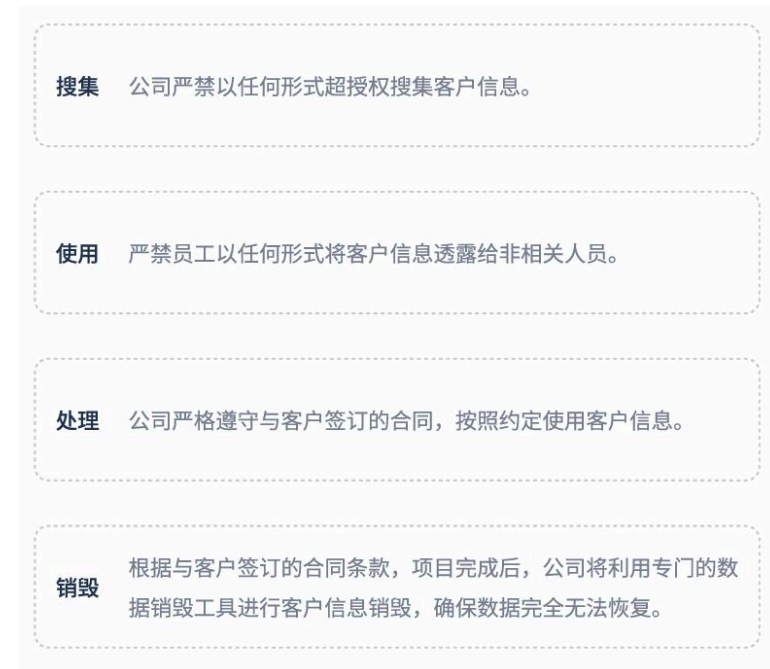 搜集 公司严禁以任何形式超授权搜集客户信息。
使用 严禁员工以任何形式将客户信息透露给非相关人员。
处理 公司严格遵守与客户签订的合同，按照约定使用客户信息。
销毁
根据与客户签订的合同条款，项目完成后，公司将利用专门的数
据销毁工具进行客户信息销毁，确保数据完全无法恢复。